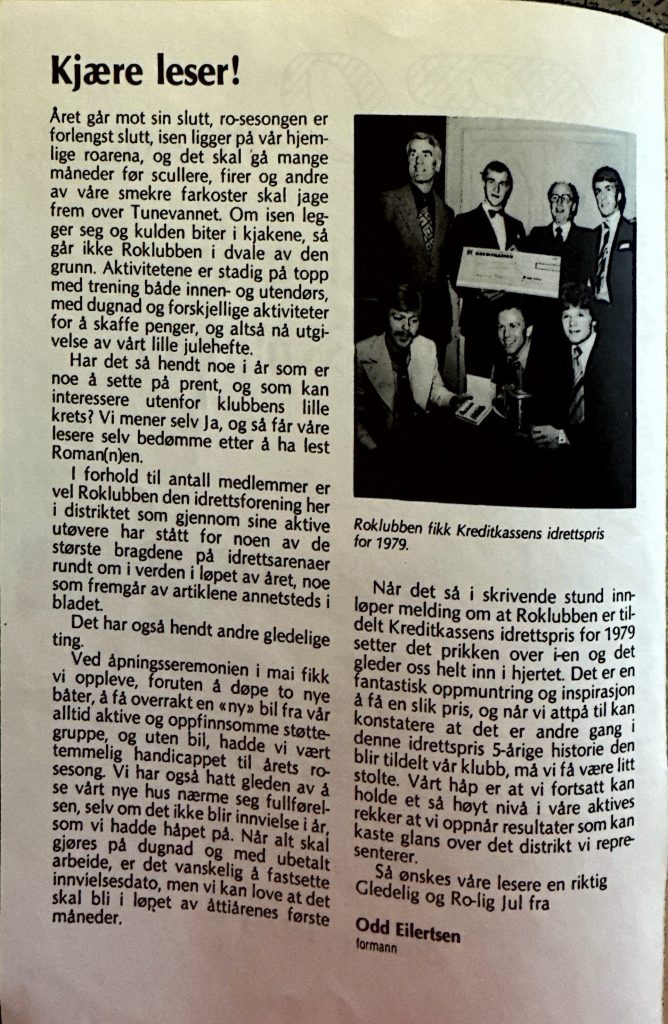 Kjære leser!
Året går mot sin slutt, ro-sesongen er
forlengst slutt, isen ligger på vår hjem-
lige roarena, og det skal gå mange
måneder før scullere, firer og andre
av våre smekre farkoster skal jage
frem over Tunevannet. Om isen leg-
ger seg og kulden biter i kjakene, så
går ikke Roklubben i dvale av den
grunn. Aktivitetene er stadig på topp
med trening både innen- og utendørs,
med dugnad og forskjellige aktiviteter
for å skaffe penger, og altså nå utgi-
velse av vårt lille julehefte.
Har det så hendt noe i år som er
noe å sette på prent, og som kan
interessere utenfor klubbens lille
krets? Vi mener selv Ja, og så får våre
lesere selv bedømme etter å ha lest
Roman(n)en.
I forhold til antall medlemmer er
vel Roklubben den idrettsforening her
i distriktet som gjennom sine aktive
utøvere har stått for noen av de
største bragdene på idrettsarenaer
rundt om i verden i løpet av året, noe
som fremgår av artiklene annetsteds i
bladet.
Det har også hendt andre gledelige
ting.
Ved åpningsseremonien i mai fikk
vi oppleve, foruten å døpe to nye
båter, å få overrakt en «ny» bil fra vår
alltid aktive og oppfinnsomme støtte-
gruppe, og uten bil, hadde vi vært
temmelig handicappet til årets ro-
sesong. Vi har også hatt gleden av å
se vårt nye hus nærme seg fullførel-
sen, selv om det ikke blir innvielse i år,
som vi hadde håpet på. Når alt skal
gjøres på dugnad og med ubetalt
arbeide, er det vanskelig å fastsette
innvielsesdato, men vi kan love at det
skal bli i løpet av åttiårenes første
måneder.
KREDITKASSEN
Roklubben fikk Kreditkassens idrettspris
for 1979.
Når det så i skrivende stund inn-
løper melding om at Roklubben er til-
delt Kreditkassens idrettspris for 1979
setter det prikken over i-en og det
gleder oss helt inn i hjertet. Det er en
fantastisk oppmuntring og inspirasjon
å få en slik pris, og når vi attpå til kan
konstatere at det er andre gang i
denne idrettspris 5-årige historie den
blir tildelt vår klubb, må vi få være litt
stolte. Vårt håp er at vi fortsatt kan
holde et så høyt nivå i våre aktives
rekker at vi oppnår resultater som kan
kaste glans over det distrikt vi repre-
senterer.
Så ønskes våre lesere en riktig
Gledelig og Ro-lig Jul fra
Odd Eilertsen
formann